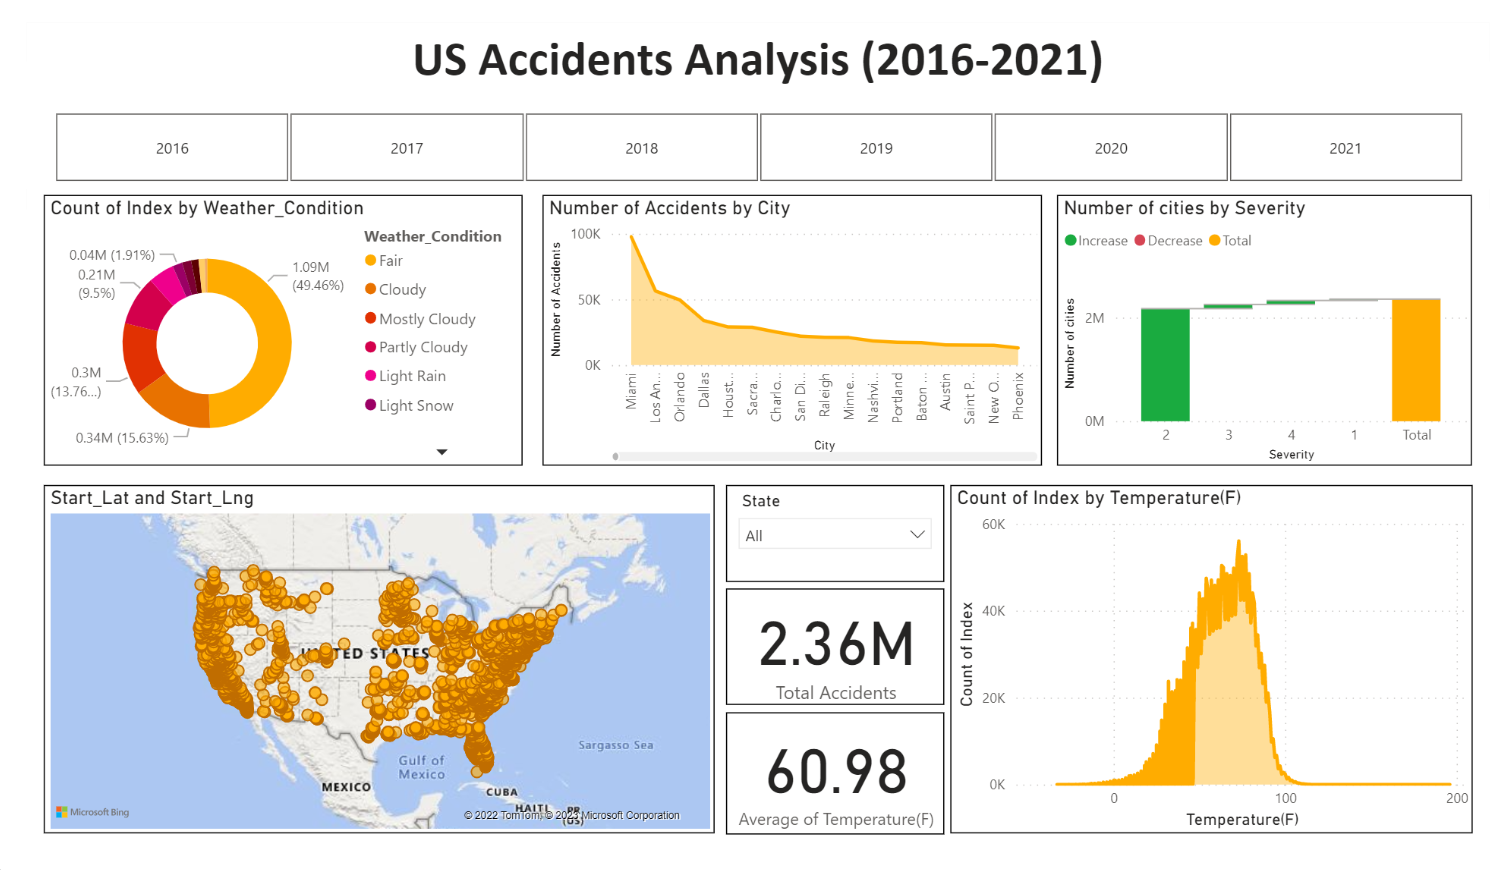 US Accidents Analysis (2016-2021)
2016
2017
2018
2019
2020
2021
Count of Index by Weather_Condition
Weather_Condition
Fair
Cloudy
Mostly Cloudy
Partly Cloudy
Light Rain
Light Snow
0.04M (1.91%)
0.21M
(9.5%)
0.3M
(13.76...)
0.34M (15.63%)
1.09M
(49.46%)
Number of Accidents by City
Number of Accidents
100K
50K
0K
Miami
Los An...
Orlando
Dallas
Houst...
Sacra...
Charlo...
San Di...
Raleigh
Minne...
Nashvi...
Portland
Baton ...
Austin
Saint P...
New O...
Phoenix
City
Number of cities by Severity
Increase
Decrease
Total
Number of cities
2M
0M
2
3
4
1
Total
Severity
Start_Lat and Start_Lng
UNITED STATES
Sargasso Sea
Gulf of
Mexico
MEXICO
CUBA
HAITI
PR
(US)
Microsoft Bing
© 2022 TomTom, © 2023 Microsoft Corporation
State
All
2.36M
Total Accidents
60.98
Average of Temperature(F)
Count of Index by Temperature(F)
Count of Index
60K
40K
20K
0K
0
100
200
Temperature(F)